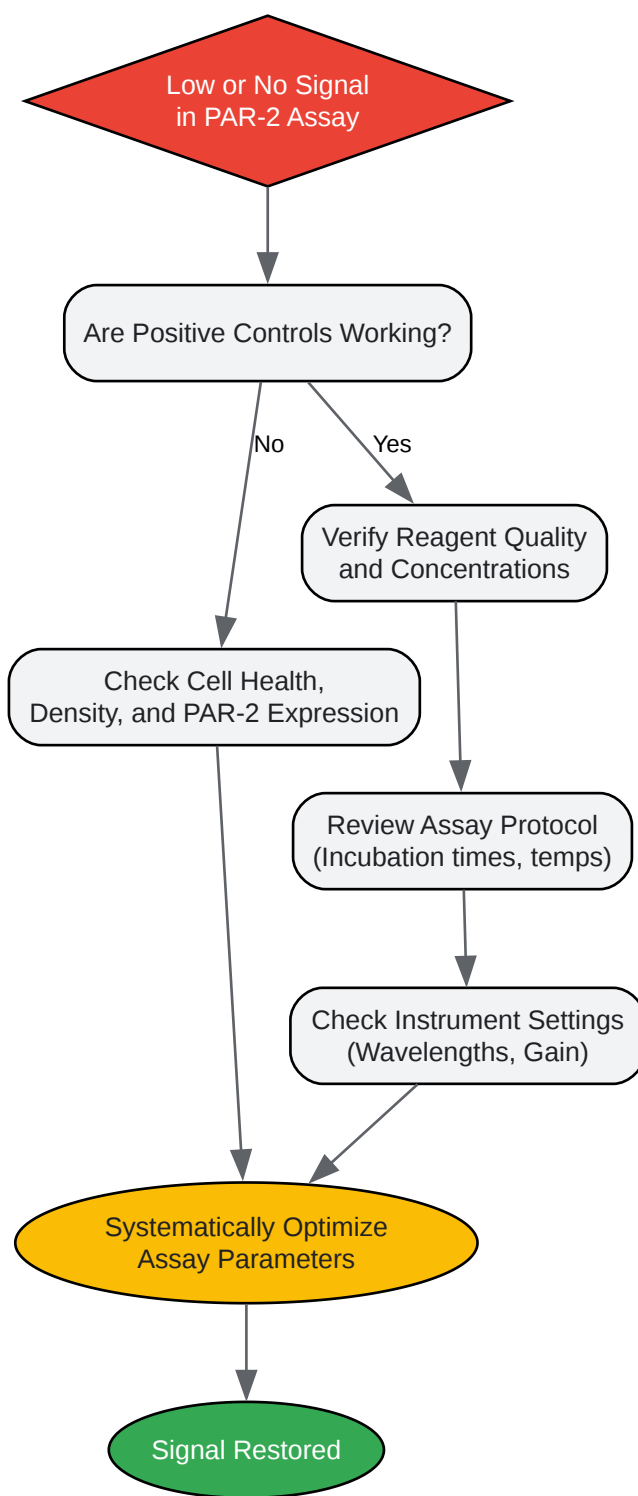 Low or No Signal
in PAR-2 Assay
Are Positive Controls Working?
No
Yes
Verify Reagent Quality
and Concentrations
Check Cell Health,
Density, and PAR-2 Expression
Review Assay Protocol
(Incubation times, temps)
Check Instrument Settings
(Wavelengths, Gain)
Systematically Optimize
Assay Parameters
Signal Restored